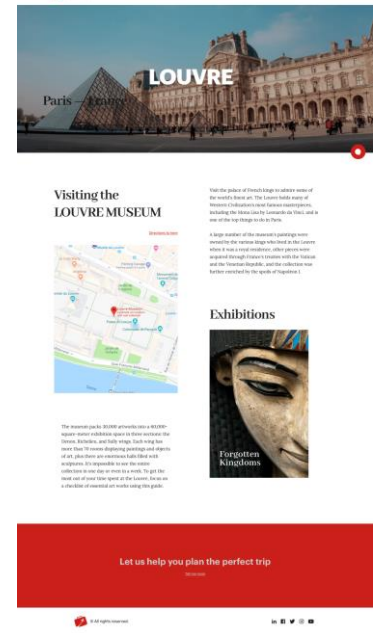 LOUVRE
Paris — France
Visiting the
LOUVRE MUSEUM
Visit the palace of French kings to admire some of
the world's finest art. The Louvre holds many of
Western Civilization's most famous masterpieces,
including the Mona Lisa by Leonardo da Vinci, and is
one of the top things to do in Paris.
A large number of the museum's paintings were
owned by the various kings who lived in the Louvre
when it was a royal residence, other pieces were
acquired through France's treaties with the Vatican
and the Venetian Republic, and the collection was
further enriched by the spoils of Napoléon I.
Exhibitions
Forgotten
Kingdoms
The museum packs 30,000 artworks into a 60,000-
square-meter exhibition space in three sections: the
Denon, Richelieu, and Sully wings. Each wing has
more than 70 rooms displaying paintings and objects
of art, plus there are enormous halls filled with
sculptures. It's impossible to see the entire
collection in one day or even in a week. To get the
most out of your time spent at the Louvre, focus on
a checklist of essential art works using this guide.
Let us help you plan the perfect trip
© All rights reserved